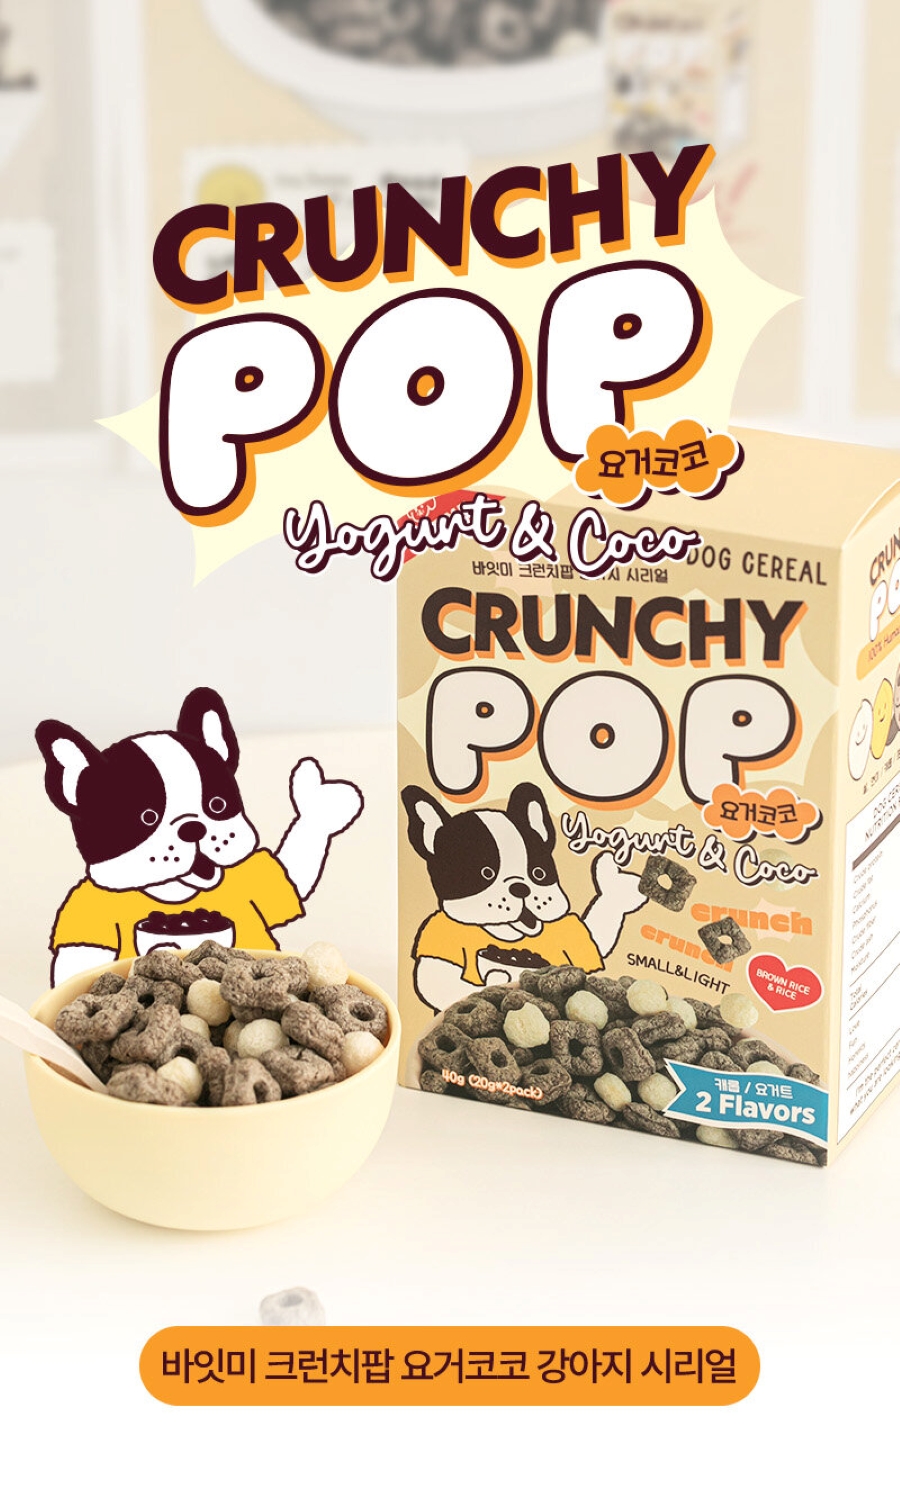 CRUNCHY
POP
요거코코
Yogurt & Coco
DOG CEREAL
바잇미 크런치팝 강아지 시리얼
CRUNCHY
POP
요거코코
Yogurt & Coco
crunch
crunch
SMALL&LIGHT
BROWN RICE
& RICE
40g (20g*2pack)
캐롭 / 요거트
2 Flavors
바잇미 크런치팝 요거코코 강아지 시리얼